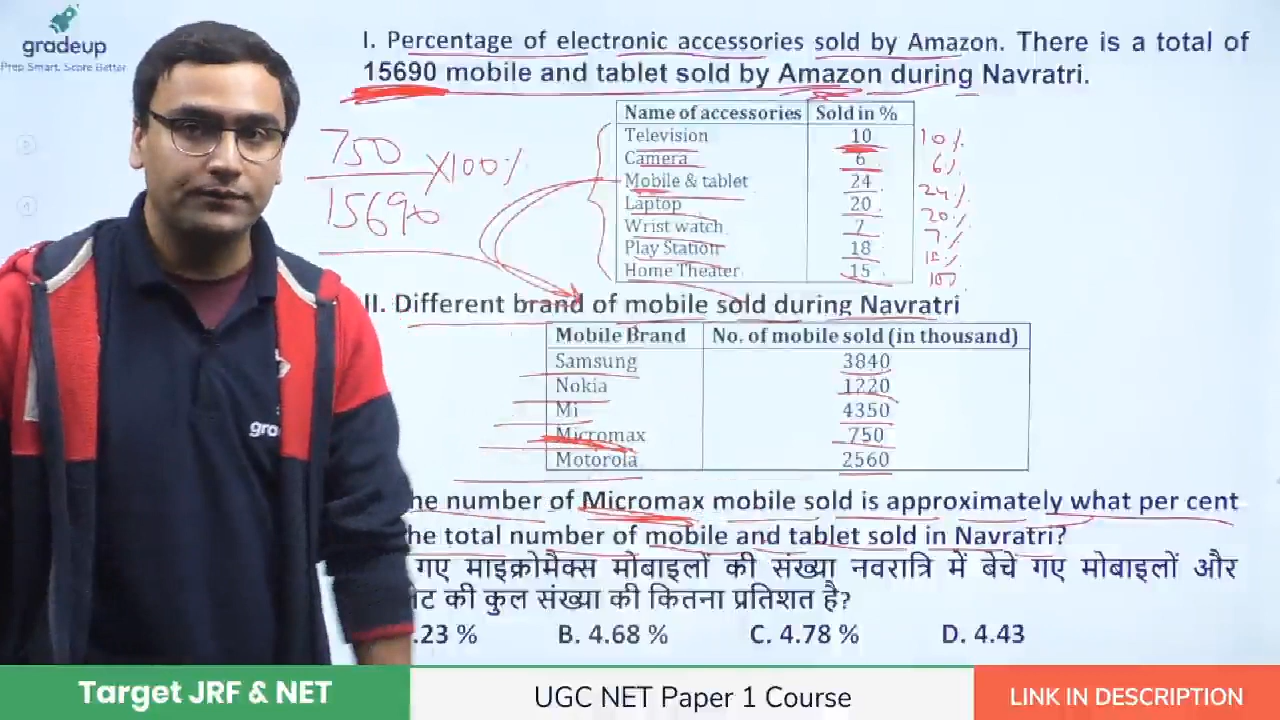 gradeup
Prep Smart. Score Better
I. Percentage of electronic accessories sold by Amazon. There is a total of
15690 mobile and tablet sold by Amazon during Navratri.
750
15690
×100%
Name of accessories Sold in %
Television 10 10%
Camera 6 6%
Mobile & tablet 24 24%
Laptop 20 20%
Wrist watch 7 7%
Play Station 18
Home Theater 15
II. Different brand of mobile sold during Navratri
Mobile Brand No. of mobile sold (in thousand)
Samsung 3840
Nokia 1220
Mi 4350
Micromax 750
Motorola 2560
gro
he number of Micromax mobile sold is approximately what per cent
he total number of mobile and tablet sold in Navratri?
गए माइक्रोमैक्स मोबाइलों की संख्या नवरात्रि में बेचे गए मोबाइलों और
की कुल संख्या की कितना प्रतिशत है?
.23 % B. 4.68 % C. 4.78 % D. 4.43
Target JRF & NET UGC NET Paper 1 Course LINK IN DESCRIPTION